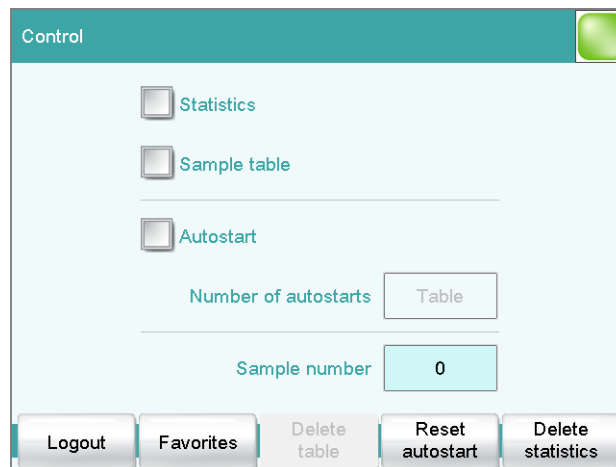 Control
Statistics
Sample table
Autostart
Number of autostarts Table
Sample number 0
Logout Favorites Delete table Reset autostart Delete statistics